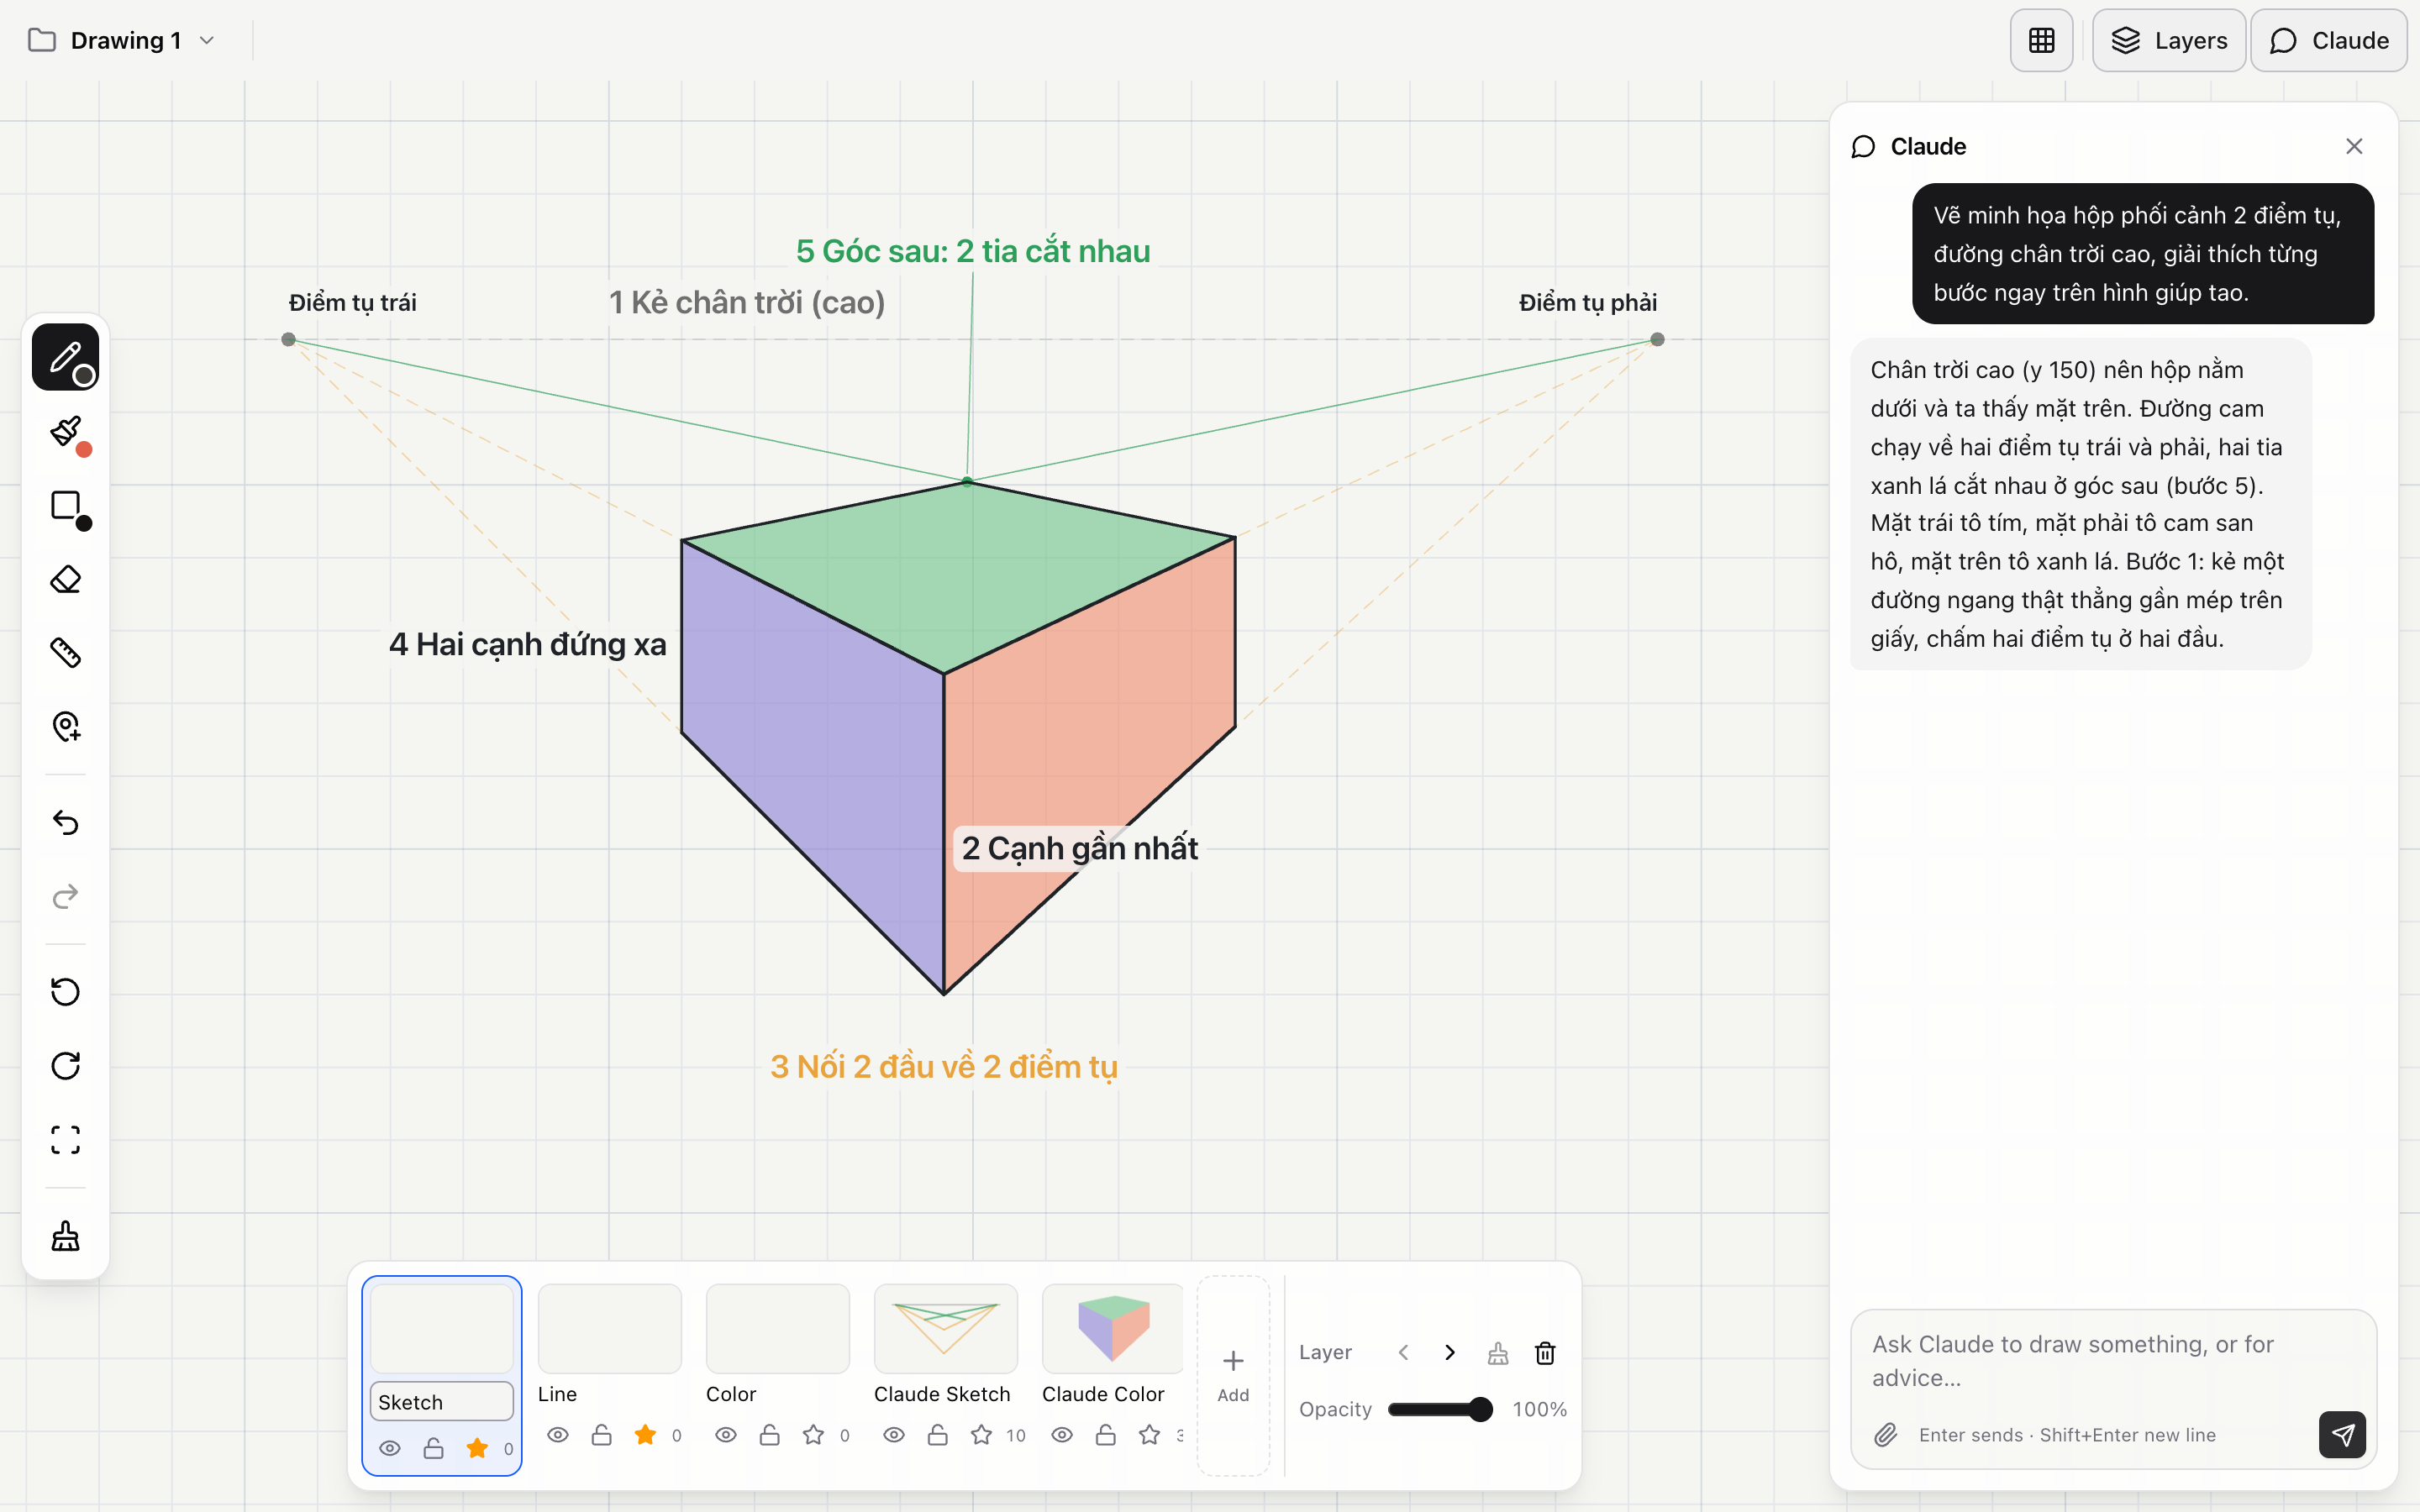 Drawing 1
Layers
Claude
Claude
Vẽ minh họa hộp phối cảnh 2 điểm tụ,
đường chân trời cao, giải thích từng
bước ngay trên hình giúp tao.
Chân trời cao (y 150) nên hộp nằm
dưới và ta thấy mặt trên. Đường cam
chạy về hai điểm tụ trái và phải, hai tia
xanh lá cắt nhau ở góc sau (bước 5).
Mặt trái tô tím, mặt phải tô cam san
hô, mặt trên tô xanh lá. Bước 1: kẻ một
đường ngang thật thẳng gần mép trên
giấy, chấm hai điểm tụ ở hai đầu.
5 Góc sau: 2 tia cắt nhau
Điểm tụ trái
1 Kẻ chân trời (cao)
Điểm tụ phải
4 Hai cạnh đứng xa
2 Cạnh gần nhất
3 Nối 2 đầu về 2 điểm tụ
Sketch
0
Line
0
Color
0
Claude Sketch
10
Claude Color
Add
Layer
Opacity
100%
Ask Claude to draw something, or for
advice...
Enter sends · Shift+Enter new line